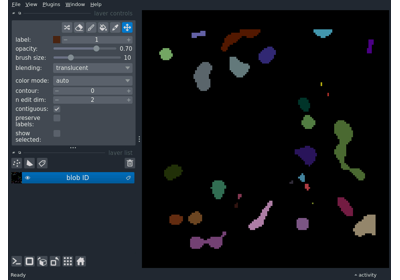 File View Plugins Window Help
layer controls
label: 1
opacity: 0.70
brush size: 10
blending: translucent
color mode: auto
contour: 0
n edit dim: 2
contiguous:
preserve
labels:
show
selected:
layer list
blob ID
Ready
activity